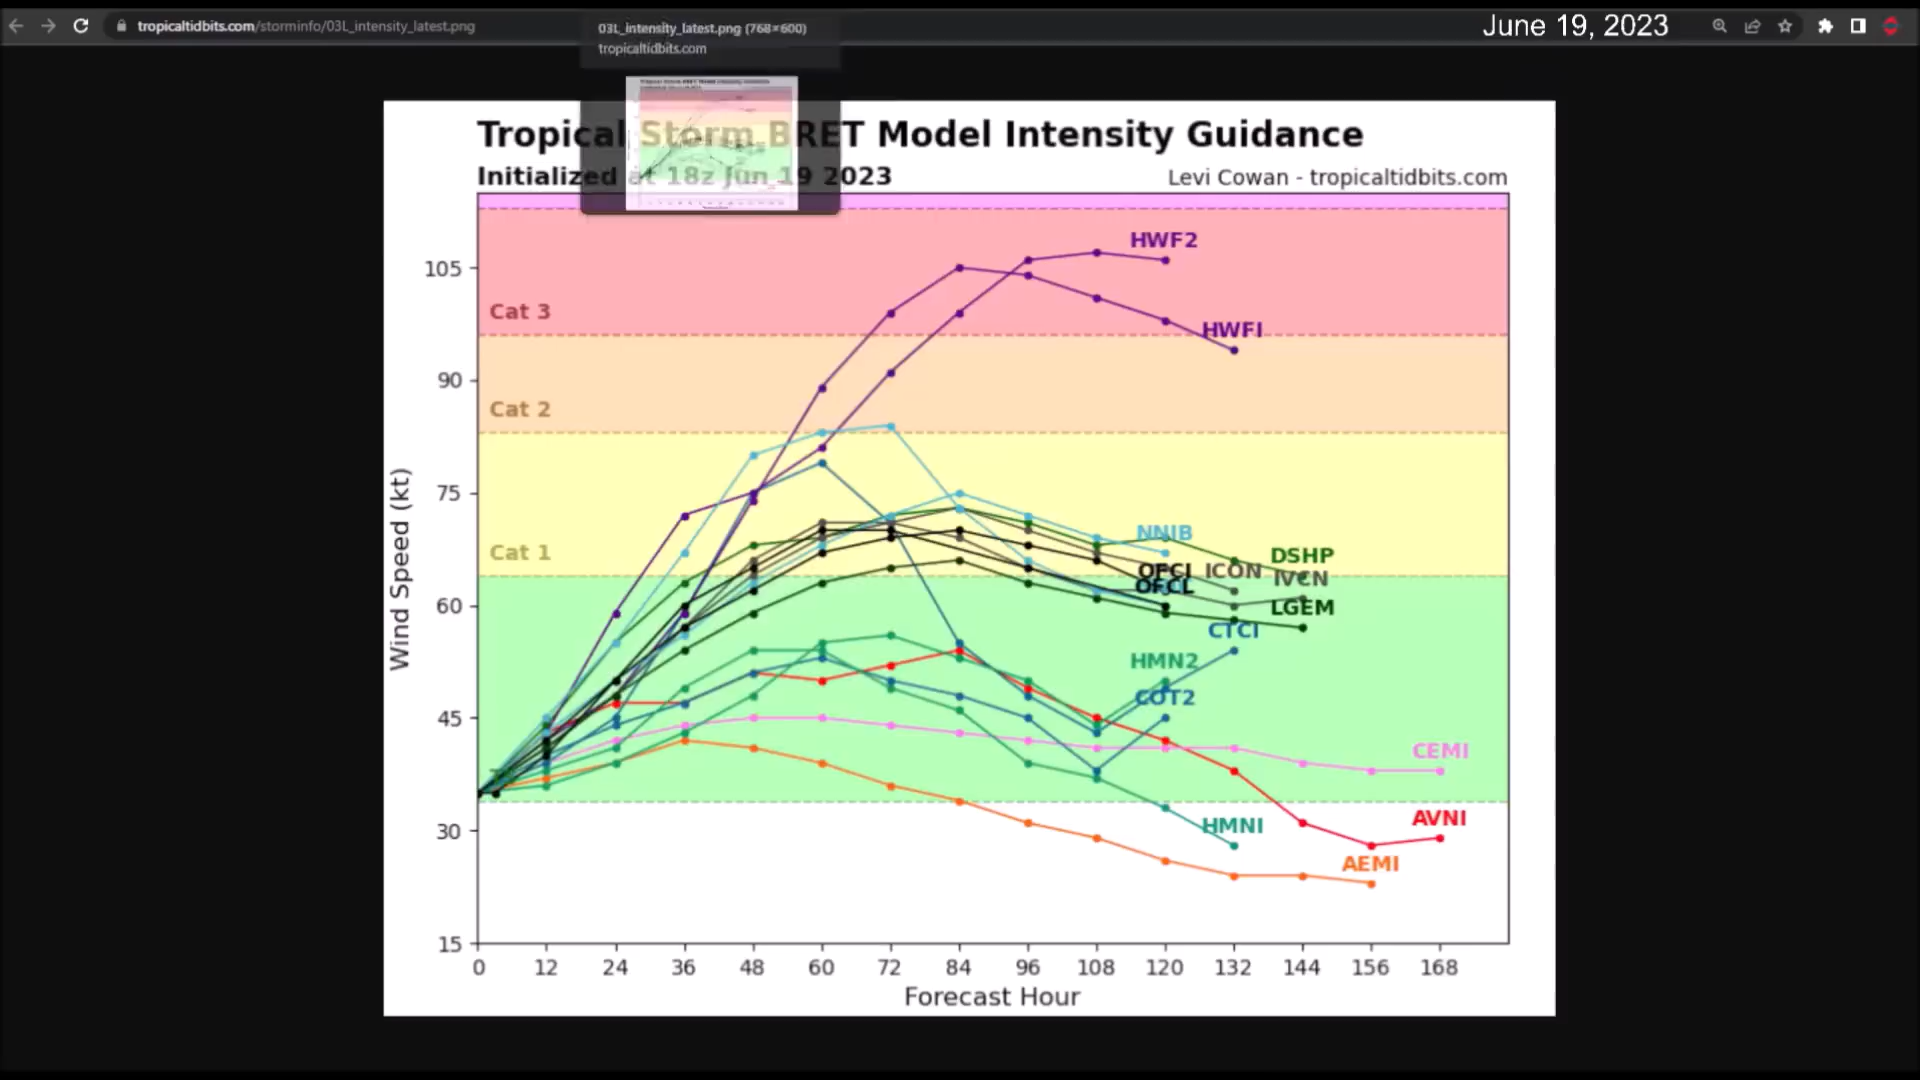 tropicaltidbits.com/storminfo/03L_intensity_latest.png
03L_intensity_latest.png (768×600)
tropicaltidbits.com
June 19, 2023
Tropical Storm BRET Model Intensity Guidance
Initialized at 18z Jun 19 2023
Levi Cowan - tropicaltidbits.com
HWF2
105
Cat 3
HWFI
90
Cat 2
75
NNIB
Cat 1
DSHP
OFCI
ICON
IVCN
OFCL
60
LGEM
CTCI
HMN2
COT2
45
CEMI
30
HMNI
AVNI
AEMI
15
Wind Speed (kt)
0 12 24 36 48 60 72 84 96 108 120 132 144 156 168
Forecast Hour